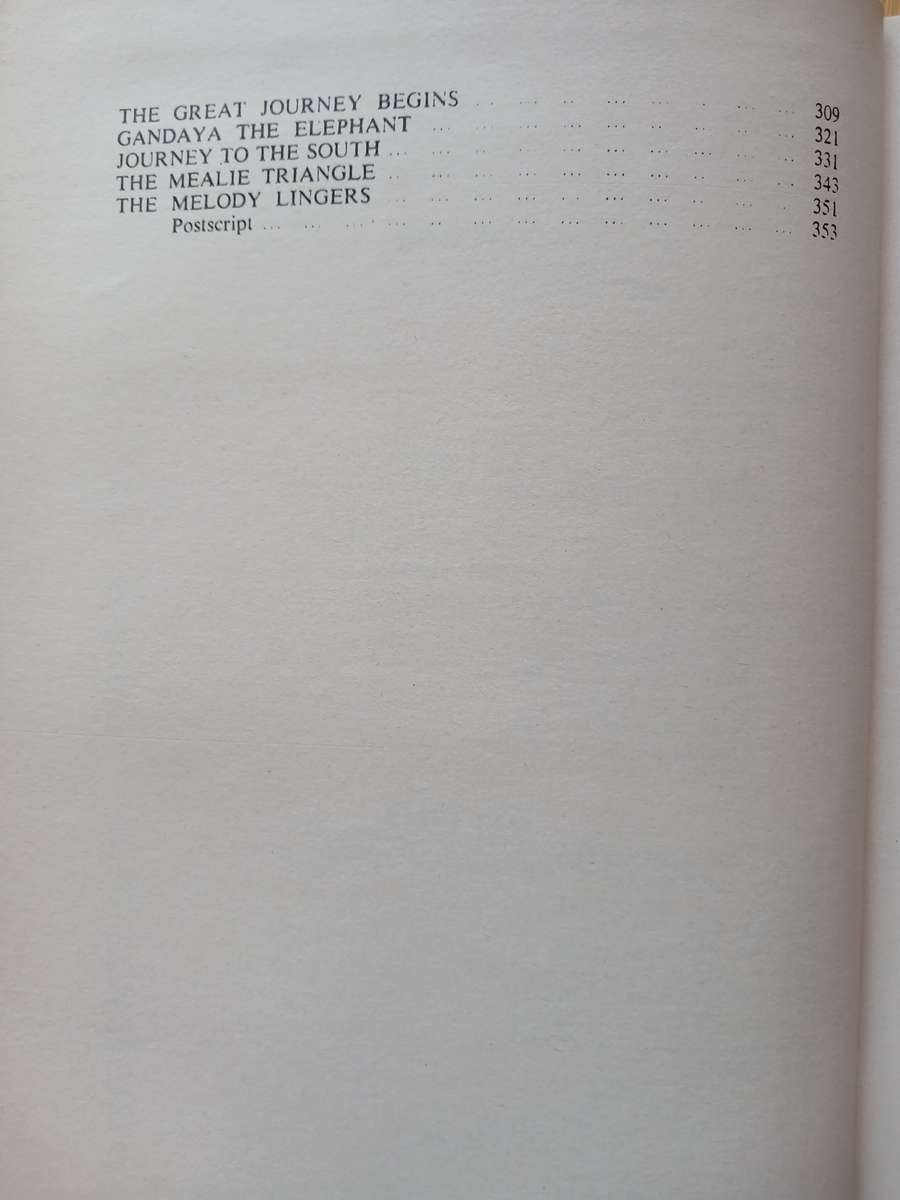 THE GREAT JOURNEY BEGINS .. ... .. ... ... . ... ... 309
GANDAYA THE ELEPHANT ... ... .. ... ... .. ... .. ... 321
JOURNEY TO THE SOUTH ... .. ... .. ... ... ... ... ... ... 331
THE MEALIE TRIANGLE .. ... ... .. ... ... ... ... ... ... 343
THE MELODY LINGERS ... ... ... .. ... ... .. ... ... 351
Postscript ... ... ... ... .. ... ... ... ... ... ... ... ... 353